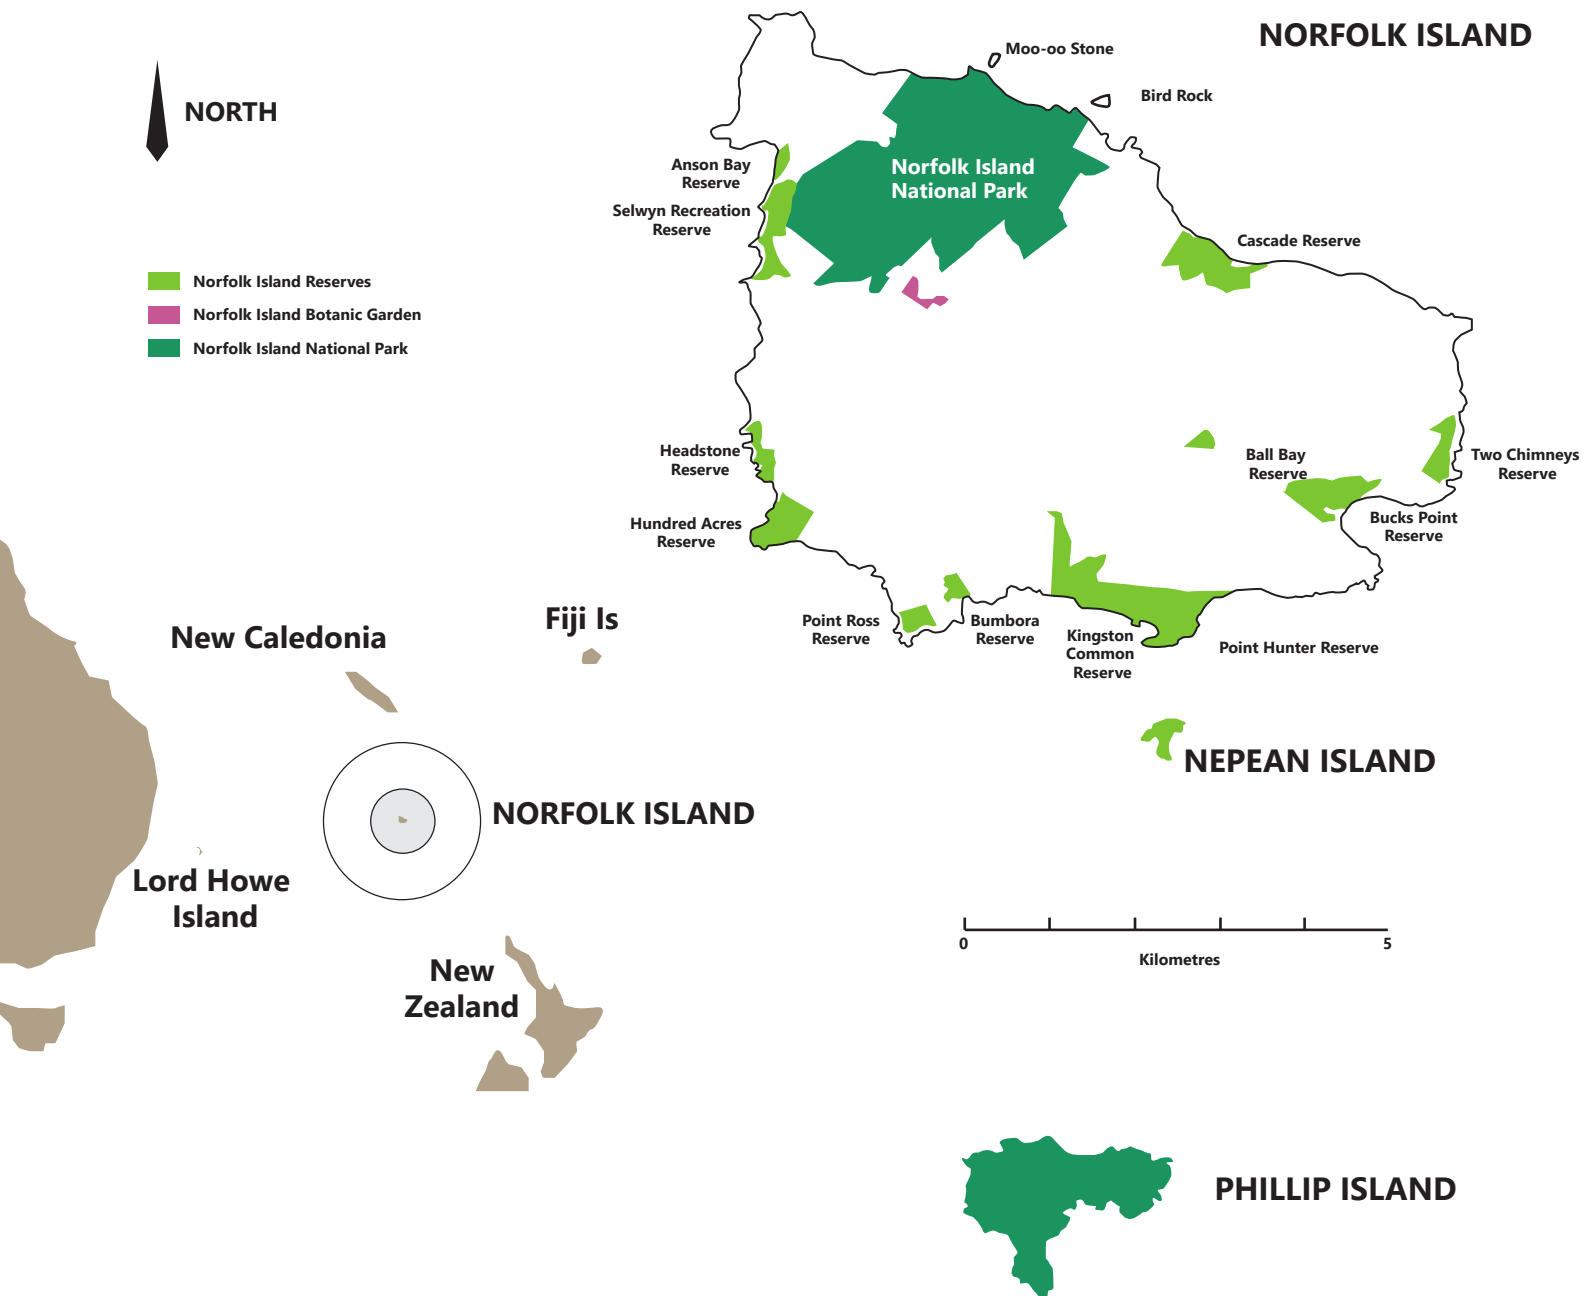 NORFOLK ISLAND
Moo-oo Stone
Bird Rock
NORTH
Anson Bay
Reserve
Norfolk Island
National Park
Selwyn Recreation
Reserve
Cascade Reserve
Norfolk Island Reserves
Norfolk Island Botanic Garden
Norfolk Island National Park
Headstone
Reserve
Ball Bay
Reserve
Two Chimneys
Reserve
Hundred Acres
Reserve
Bucks Point
Reserve
Point Ross
Reserve
Bumbora
Reserve
Kingston
Common
Reserve
Point Hunter Reserve
Fiji Is
New Caledonia
NEPEAN ISLAND
NORFOLK ISLAND
Lord Howe
Island
New
Zealand
0
5
Kilometres
PHILLIP ISLAND